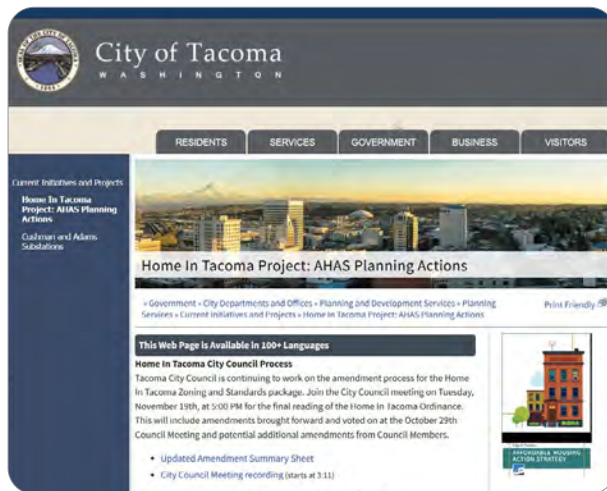 City of Tacoma
WASHINGTON
RESIDENTS
SERVICES
GOVERNMENT
BUSINESS
VISITORS
Current Initiatives and Projects
Home In Tacoma
Project: AHAS Planning
Actions
Cushman and Adams
Substations
Home In Tacoma Project: AHAS Planning Actions
» Government » City Departments and Offices » Planning and Development Services » Planning
Services » Current Initiatives and Projects » Home In Tacoma Project: AHAS Planning Actions
Print Friendly
This Web Page is Available in 100+ Languages
Home In Tacoma City Council Process
Tacoma City Council is continuing to work on the amendment process for the Home
In Tacoma Zoning and Standards package. Join the City Council meeting on Tuesday,
November 19th, at 5:00 PM for the final reading of the Home In Tacoma Ordinance.
This will include amendments brought forward and voted on at the October 29th
Council Meeting and potential additional amendments from Council Members.
• Updated Amendment Summary Sheet
• City Council Meeting recording (starts at 3:11)
AFFORDABLE HOUSING
ACTION STRATEGY